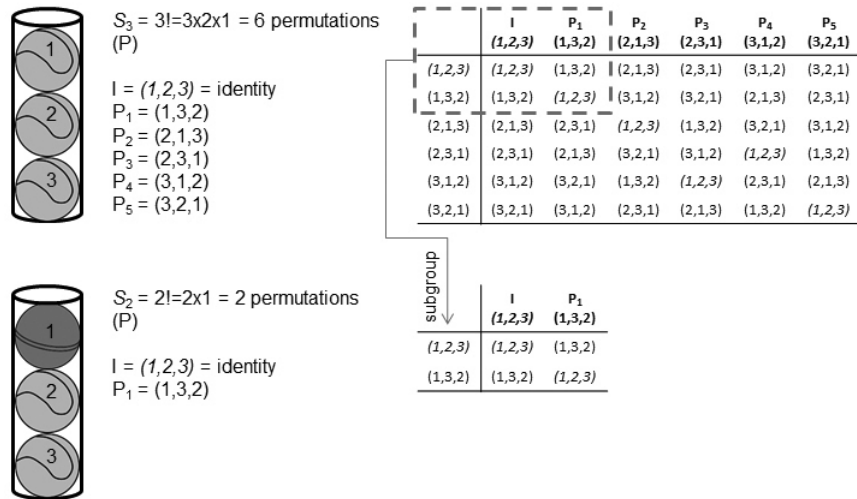 1
2
3
S3 = 3!=3x2x1 = 6 permutations
(P)
I = (1,2,3) = identity
P1 = (1,3,2)
P2 = (2,1,3)
P3 = (2,3,1)
P4 = (3,1,2)
P5 = (3,2,1)
I P1 P2 P3 P4 P5
(1,2,3) (1,3,2) (2,1,3) (2,3,1) (3,1,2) (3,2,1)
(1,2,3) (1,2,3) (1,3,2) (2,1,3) (2,3,1) (3,1,2) (3,2,1)
(1,3,2) (1,3,2) (1,2,3) (3,1,2) (3,2,1) (2,1,3) (2,3,1)
(2,1,3) (2,1,3) (2,3,1) (1,2,3) (1,3,2) (3,2,1) (3,1,2)
(2,3,1) (2,3,1) (2,1,3) (3,2,1) (3,1,2) (1,2,3) (1,3,2)
(3,1,2) (3,1,2) (3,2,1) (1,3,2) (1,2,3) (2,3,1) (2,1,3)
(3,2,1) (3,2,1) (3,1,2) (2,3,1) (2,1,3) (1,3,2) (1,2,3)
subgroup
1
2
3
S2 = 2!=2x1 = 2 permutations
(P)
I = (1,2,3) = identity
P1 = (1,3,2)
I P1
(1,2,3) (1,3,2)
(1,2,3) (1,2,3) (1,3,2)
(1,3,2) (1,3,2) (1,2,3)